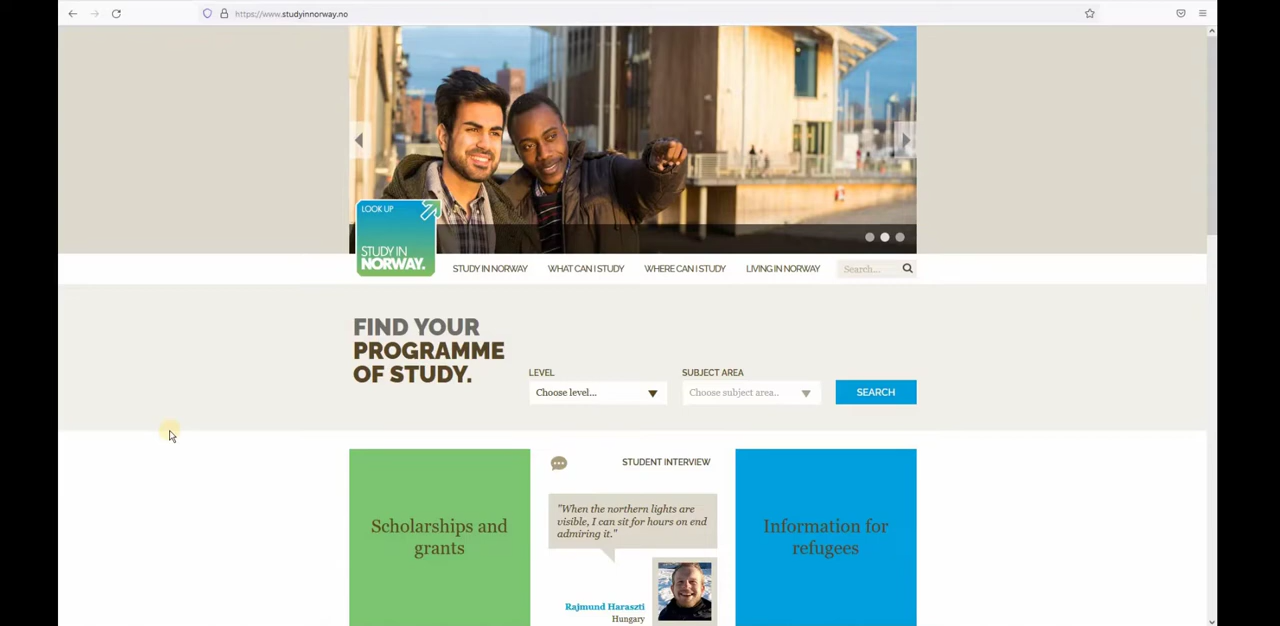 https://www.studyinnorway.no
LOOK UP
STUDY IN
NORWAY.
STUDY IN NORWAY
WHAT CAN I STUDY
WHERE CAN I STUDY
LIVING IN NORWAY
Search...
FIND YOUR
PROGRAMME
OF STUDY.
LEVEL
Choose level...
SUBJECT AREA
Choose subject area..
SEARCH
Scholarships and
grants
STUDENT INTERVIEW
"When the northern lights are
visible, I can sit for hours on end
admiring it."
Rajmund Haraszti
Hungary
Information for
refugees